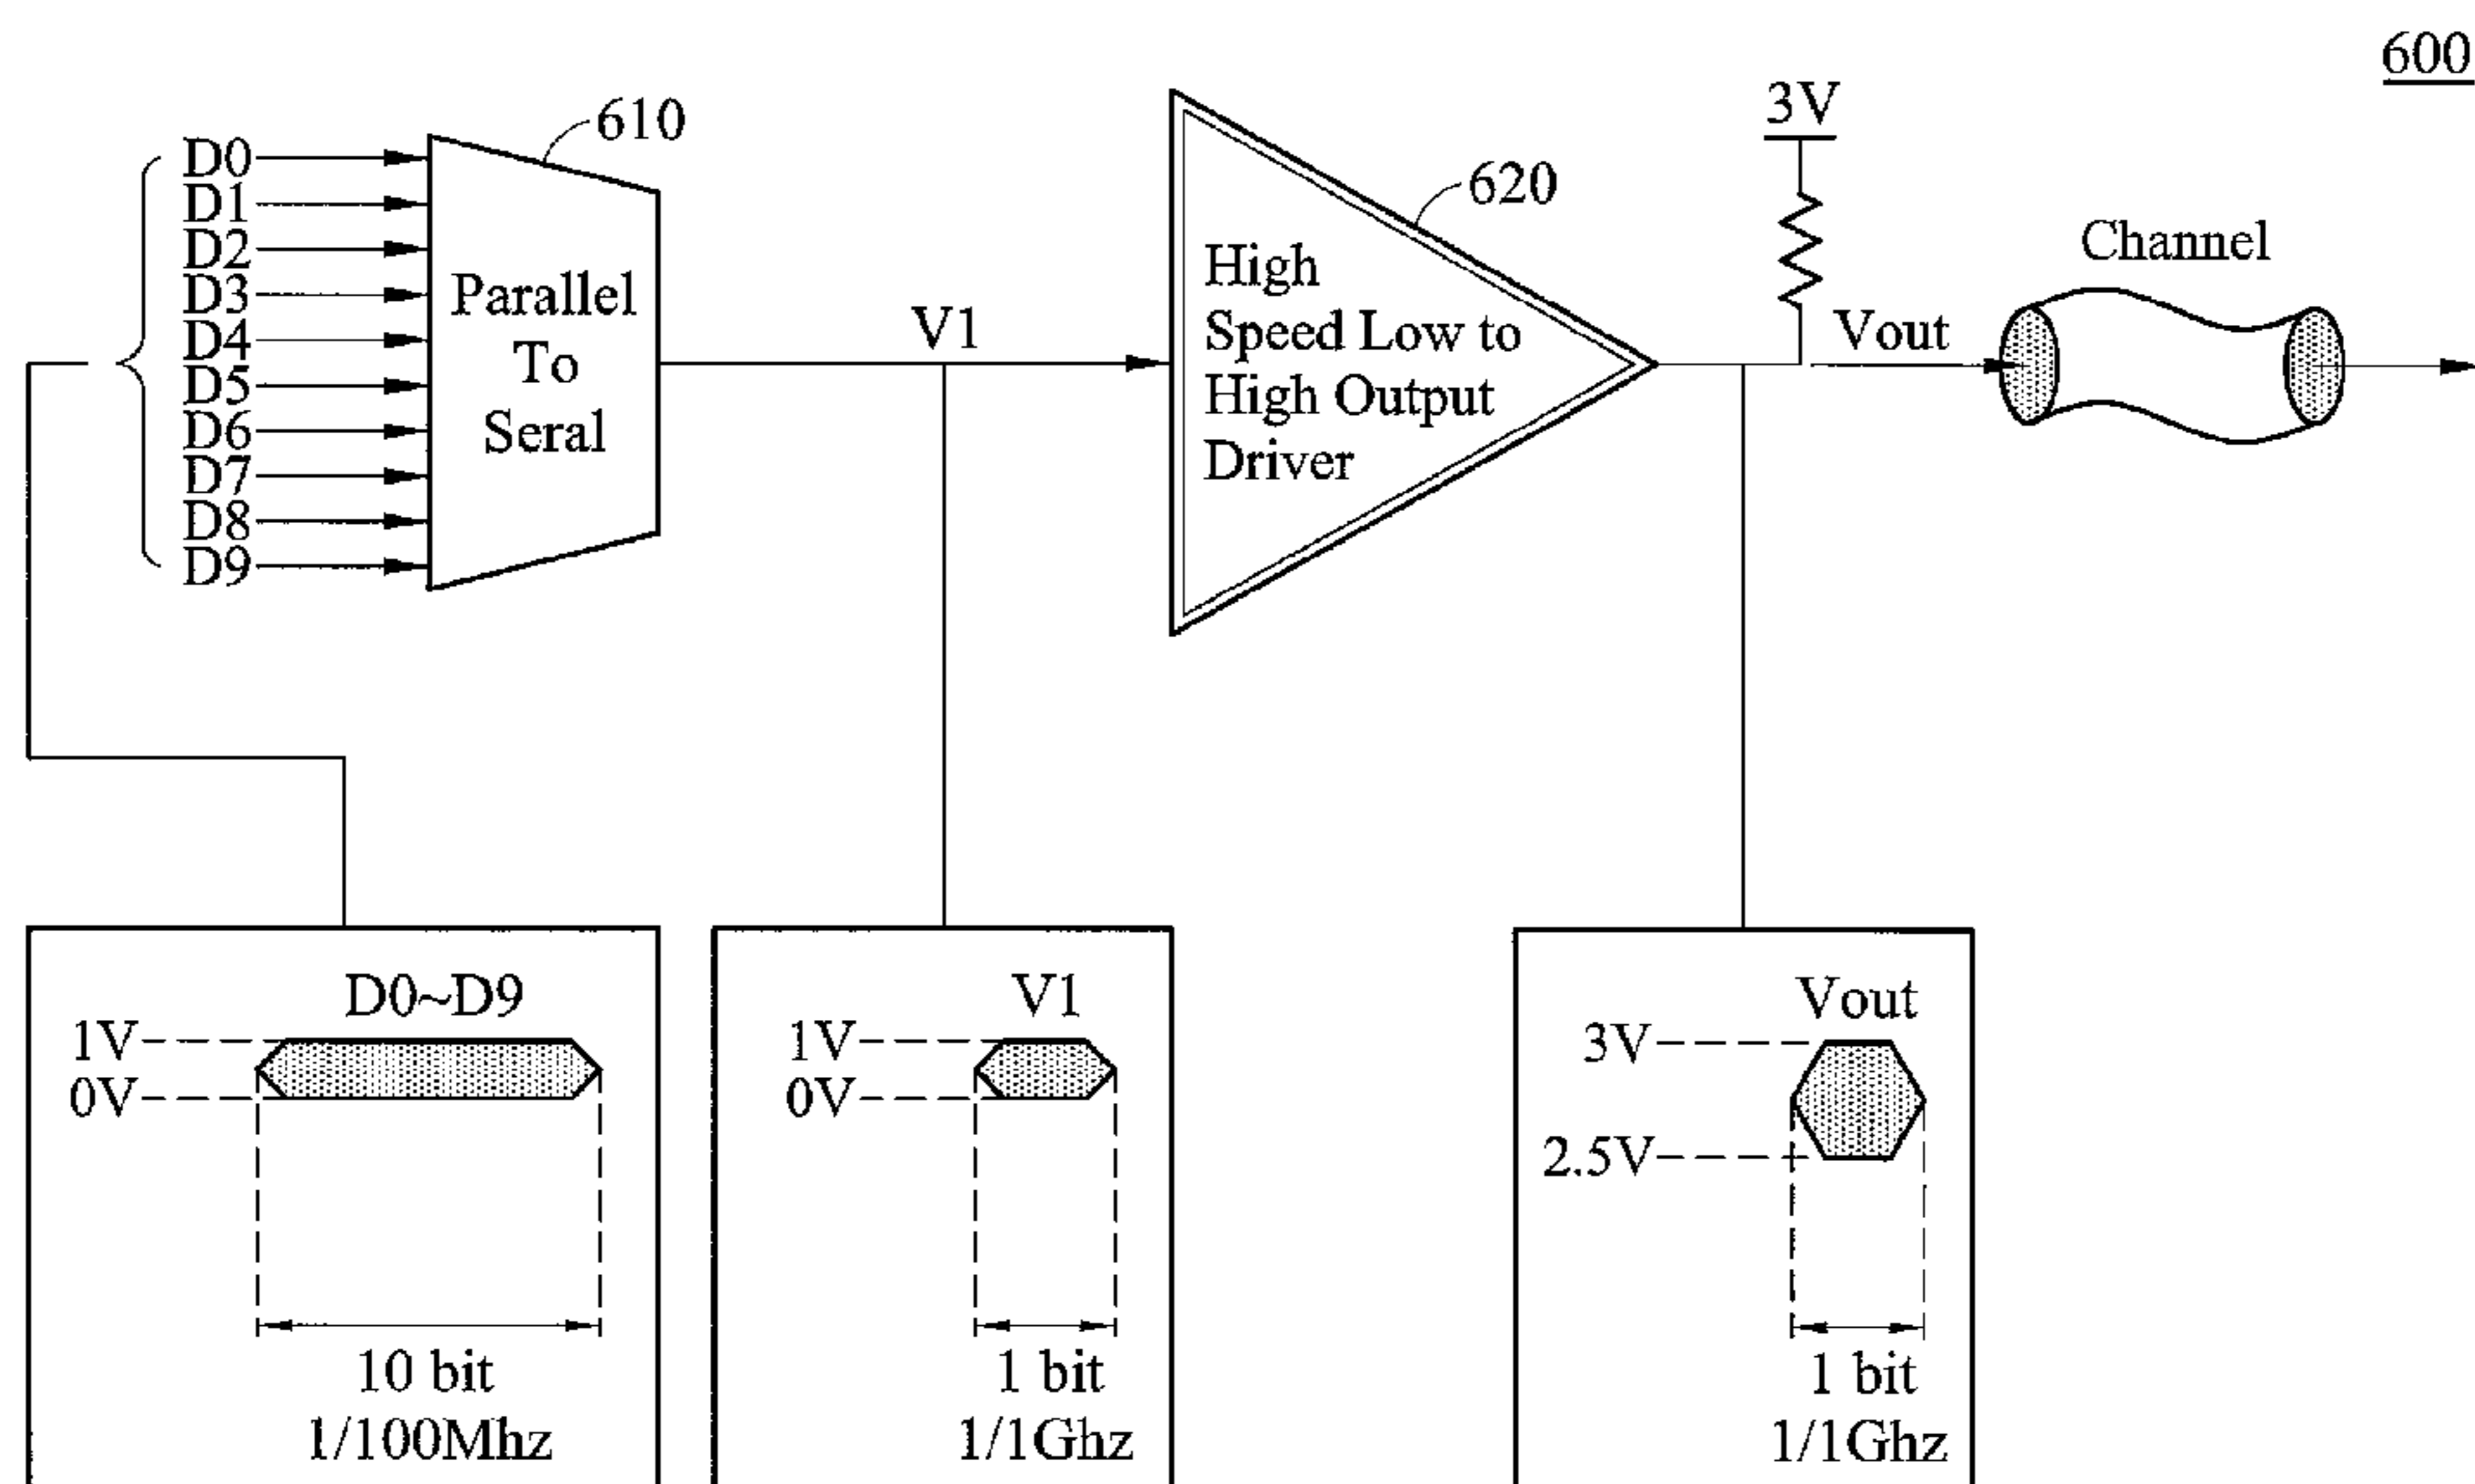 600
610
D0
D1
D2
D3
D4
D5
D6
D7
D8
D9
Parallel
To
Seral
V1
620
High
Speed Low to
High Output
Driver
3V
Vout
Channel
D0~D9
1V
0V
10 bit
1/100Mhz
V1
1V
0V
1 bit
1/1Ghz
Vout
3V
2.5V
1 bit
1/1Ghz